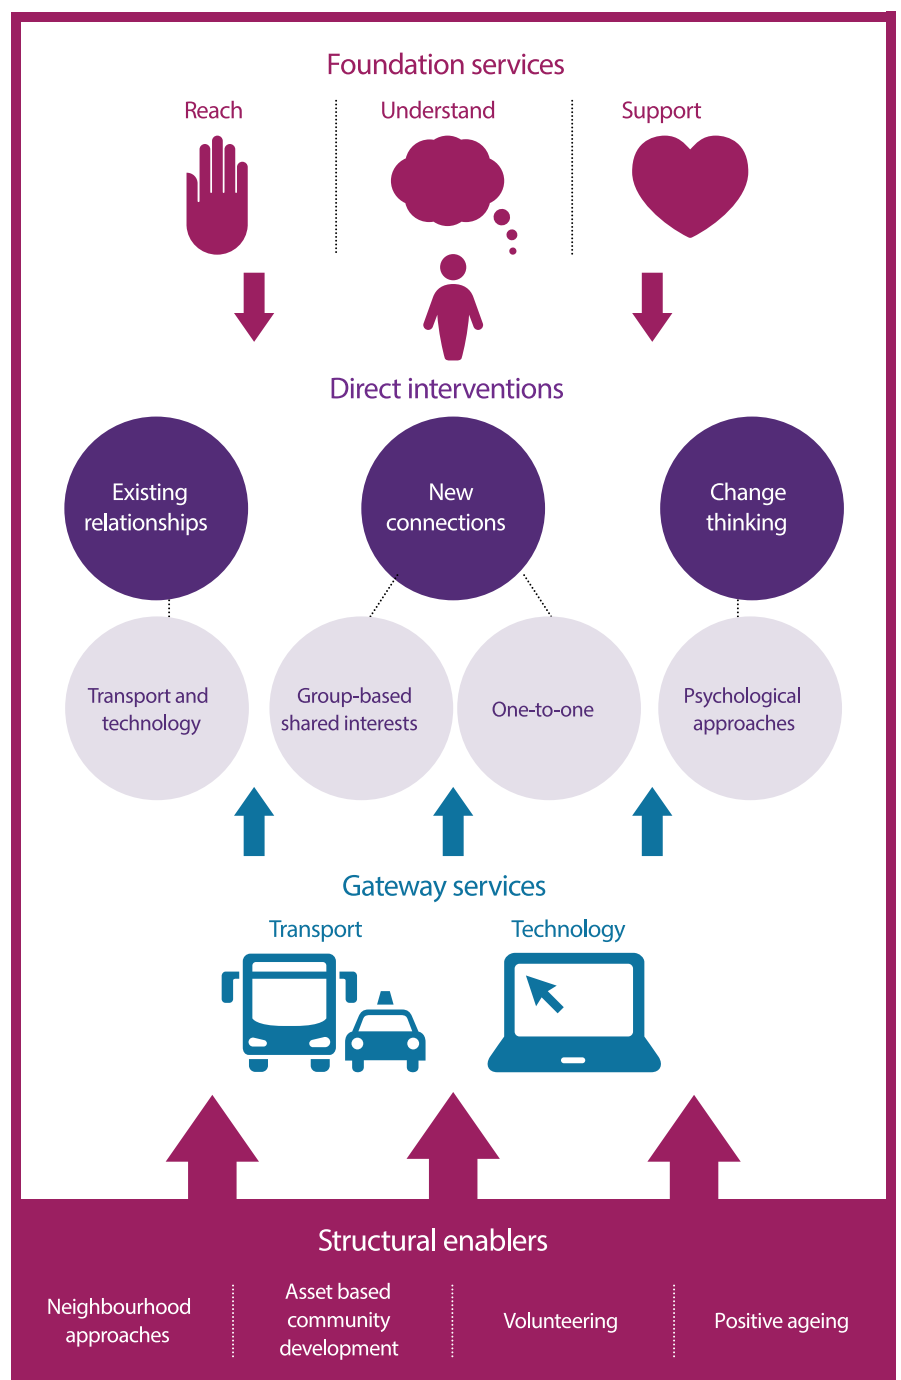 Foundation services
Reach
Understand
Support
Direct interventions
Existing
relationships
New
connections
Change
thinking
Transport and
technology
Group-based
shared interests
One-to-one
Psychological
approaches
Gateway services
Transport
Technology
Structural enablers
Neighbourhood
approaches
Asset based
community
development
Volunteering
Positive ageing